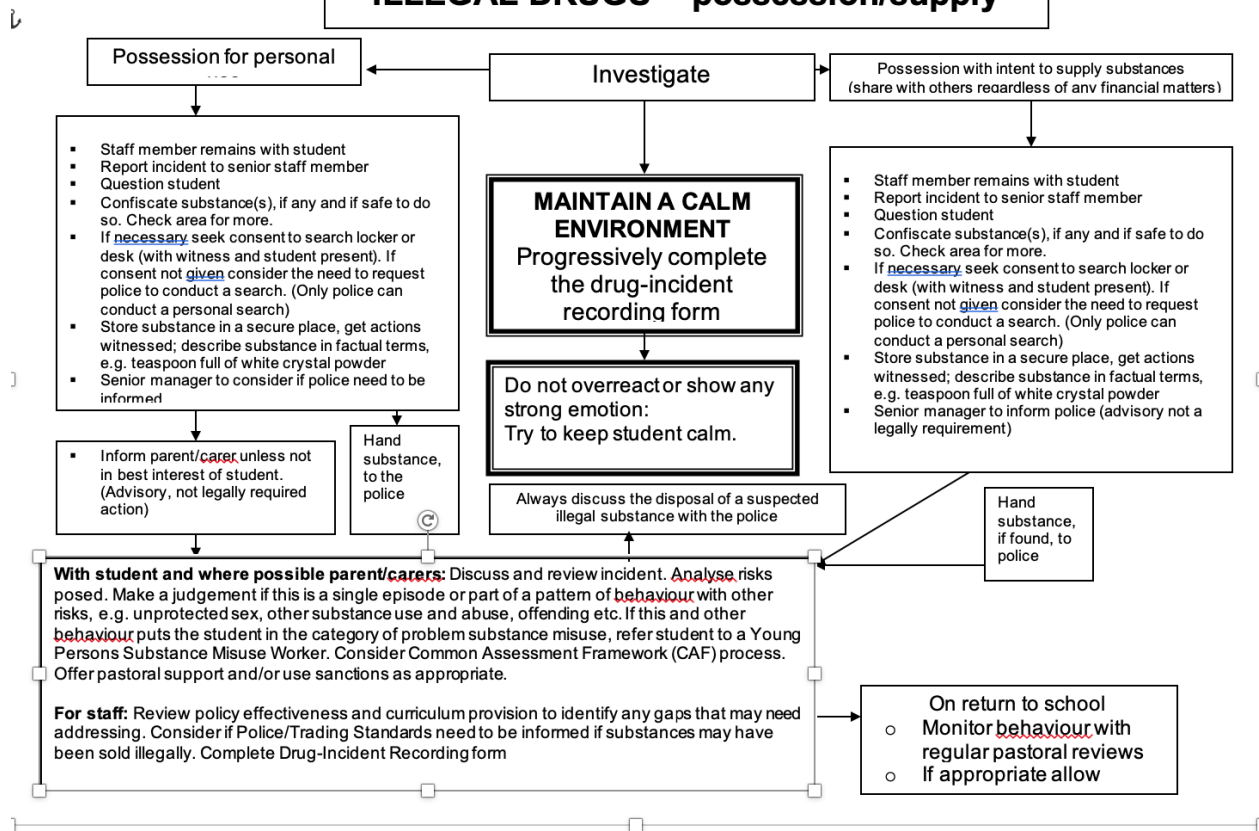 ILLEGAL DRUGS – possession/supply
Possession for personal
Investigate
Possession with intent to supply substances
(share with others regardless of any financial matters)
▪ Staff member remains with student
▪ Report incident to senior staff member
▪ Question student
▪ Confiscate substance(s), if any and if safe to do
so. Check area for more.
▪ If necessary seek consent to search locker or
desk (with witness and student present). If
consent not given consider the need to request
police to conduct a search. (Only police can
conduct a personal search)
▪ Store substance in a secure place, get actions
witnessed; describe substance in factual terms,
e.g. teaspoon full of white crystal powder
▪ Senior manager to consider if police need to be
informed
MAINTAIN A CALM
ENVIRONMENT
Progressively complete
the drug-incident
recording form
▪ Staff member remains with student
▪ Report incident to senior staff member
▪ Question student
▪ Confiscate substance(s), if any and if safe to do
so. Check area for more.
▪ If necessary seek consent to search locker or
desk (with witness and student present). If
consent not given consider the need to request
police to conduct a search. (Only police can
conduct a personal search)
▪ Store substance in a secure place, get actions
witnessed; describe substance in factual terms,
e.g. teaspoon full of white crystal powder
▪ Senior manager to inform police (advisory not a
legally requirement)
Do not overreact or show any
strong emotion:
Try to keep student calm.
▪ Inform parent/carer unless not
in best interest of student.
(Advisory, not legally required
action)
Hand
substance,
to the
police
Always discuss the disposal of a suspected
illegal substance with the police
Hand
substance,
if found, to
police
With student and where possible parent/carers: Discuss and review incident. Analyse risks
posed. Make a judgement if this is a single episode or part of a pattern of behaviour with other
risks, e.g. unprotected sex, other substance use and abuse, offending etc. If this and other
behaviour puts the student in the category of problem substance misuse, refer student to a Young
Persons Substance Misuse Worker. Consider Common Assessment Framework (CAF) process.
Offer pastoral support and/or use sanctions as appropriate.
For staff: Review policy effectiveness and curriculum provision to identify any gaps that may need
addressing. Consider if Police/Trading Standards need to be informed if substances may have
been sold illegally. Complete Drug-Incident Recording form
On return to school
o Monitor behaviour with
regular pastoral reviews
o If appropriate allow